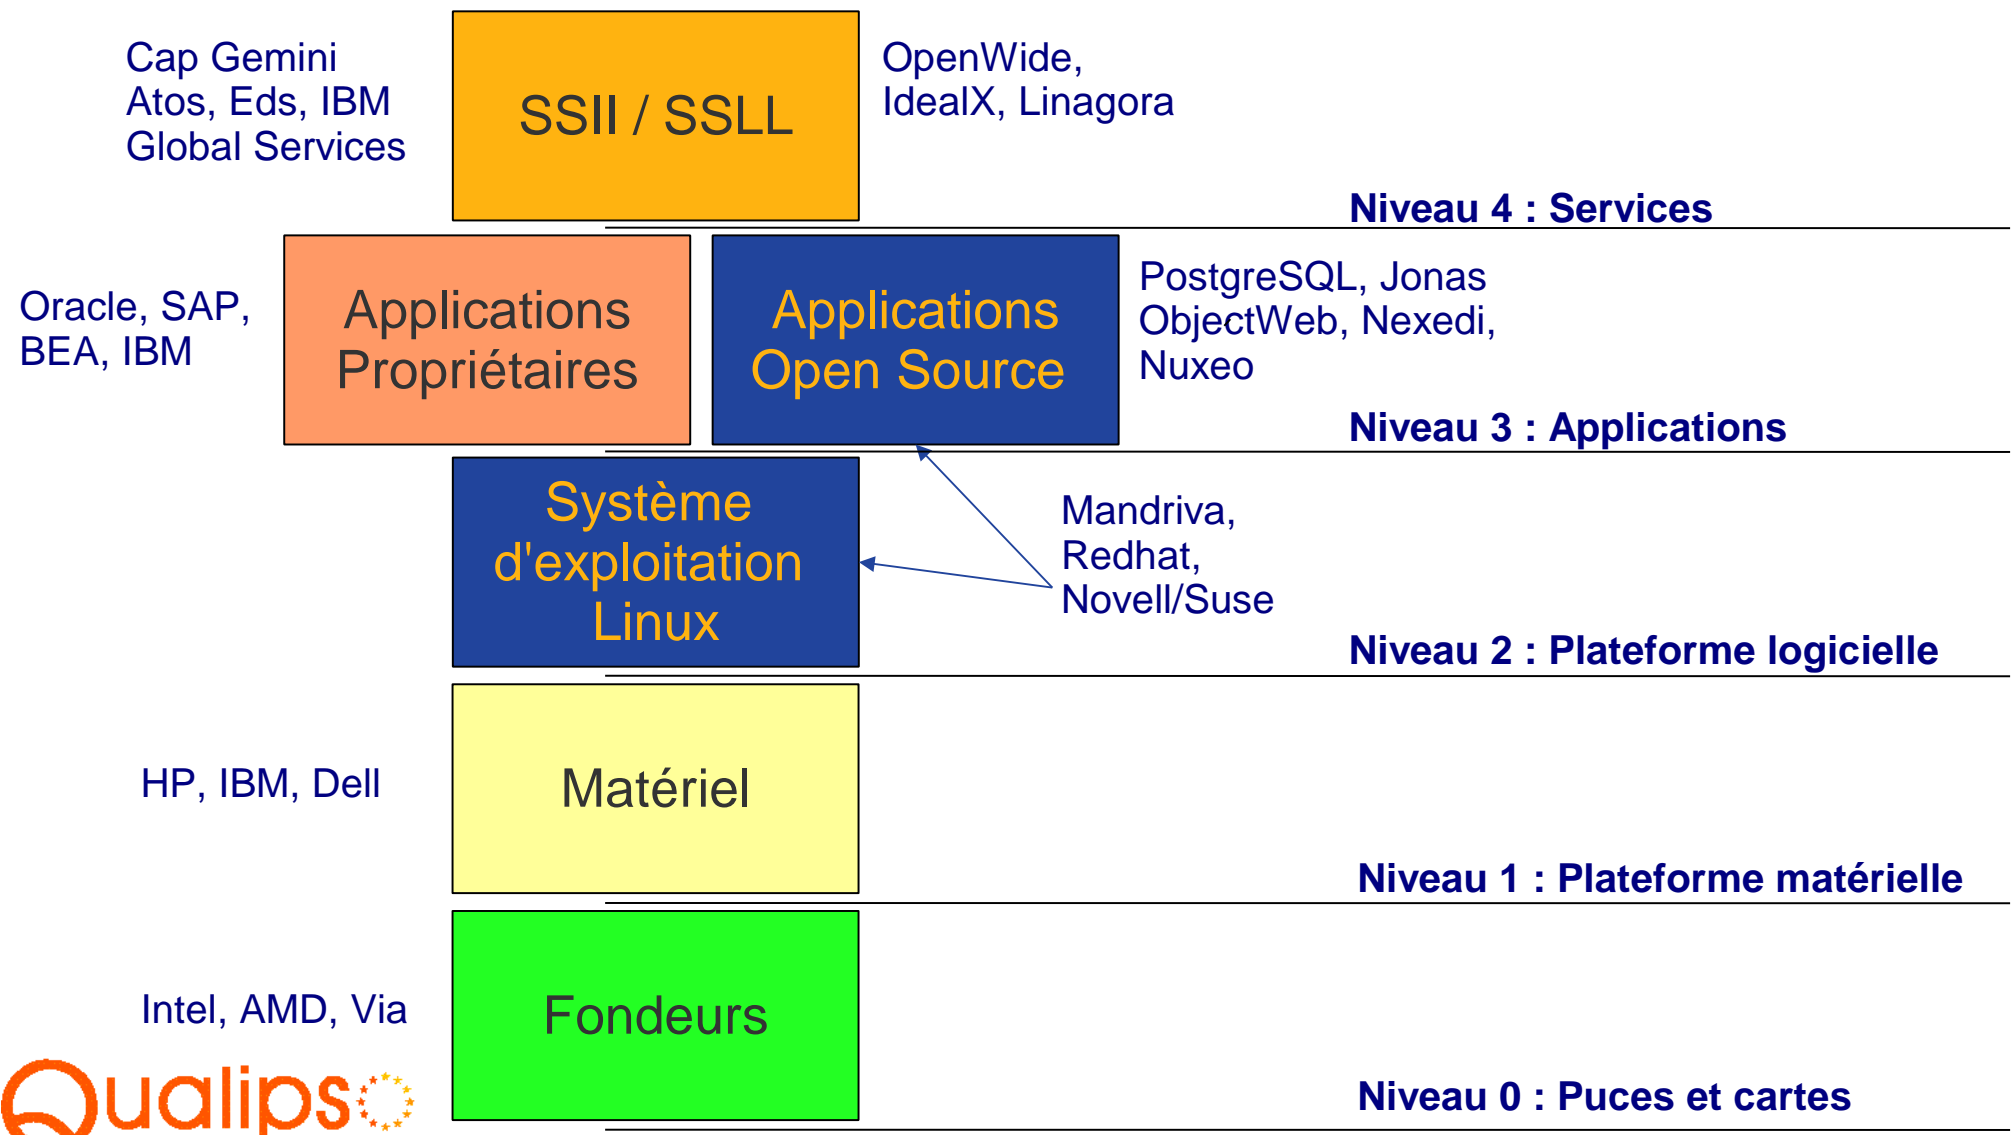 Cap Gemini
Atos, Eds, IBM
Global Services
SSII / SSLL
OpenWide,
IdealX, Linagora
Niveau 4 : Services
Oracle, SAP,
BEA, IBM
Applications
Propriétaires
Applications
Open Source
PostgreSQL, Jonas
ObjectWeb, Nexedi,
Nuxeo
Niveau 3 : Applications
Système
d'exploitation
Linux
Mandriva,
Redhat,
Novell/Suse
Niveau 2 : Plateforme logicielle
HP, IBM, Dell
Matériel
Niveau 1 : Plateforme matérielle
Intel, AMD, Via
Fondeurs
Qualipso
Niveau 0 : Puces et cartes